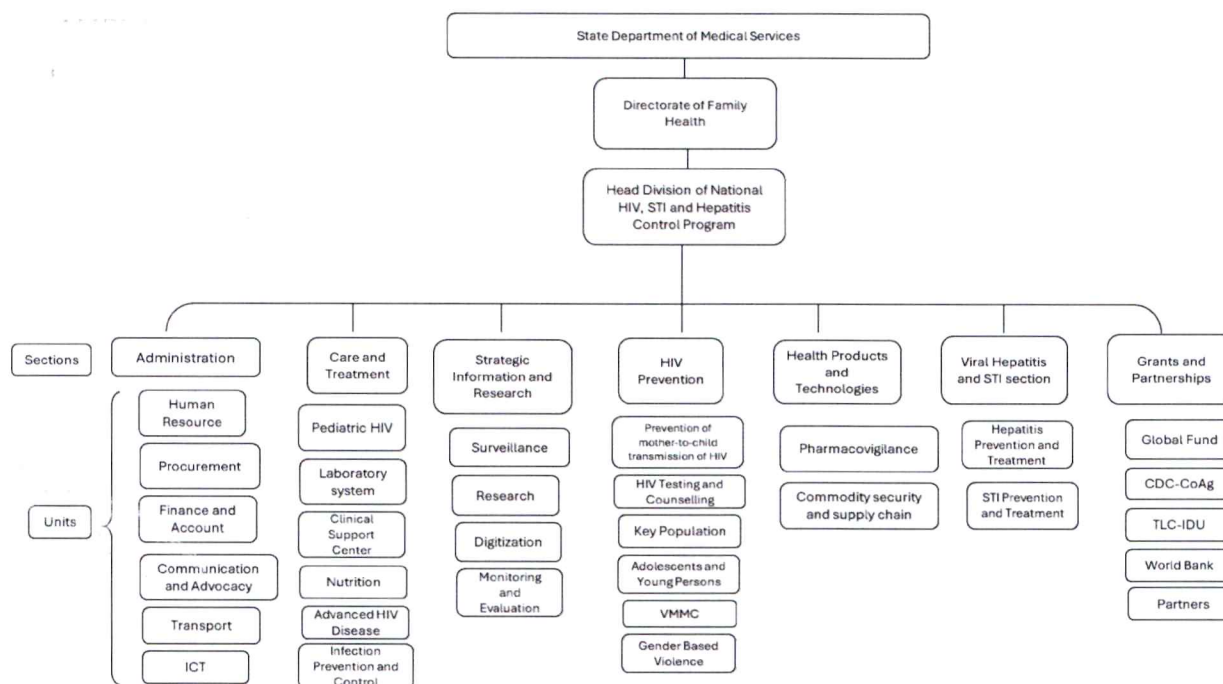 State Department of Medical Services
Directorate of Family
Health
Head Division of National
HIV, STI and Hepatitis
Control Program
Sections
Administration
Care and
Treatment
Strategic
Information and
Research
HIV
Prevention
Health Products
and
Technologies
Viral Hepatitis
and STI section
Grants and
Partnerships
Units
Human
Resource
Procurement
Finance and
Account
Communication
and Advocacy
Transport
ICT
Pediatric HIV
Laboratory
system
Clinical
Support
Center
Nutrition
Advanced HIV
Disease
Infection
Prevention and
Control
Surveillance
Research
Digitization
Monitoring
and
Evaluation
Prevention of
mother-to-child
transmission of HIV
HIV Testing and
Counselling
Key Population
Adolescents and
Young Persons
VMMC
Gender Based
Violence
Pharmacovigilance
Commodity security
and supply chain
Hepatitis
Prevention and
Treatment
STI Prevention
and Treatment
Global Fund
CDC-CoAg
TLC-IDU
World Bank
Partners